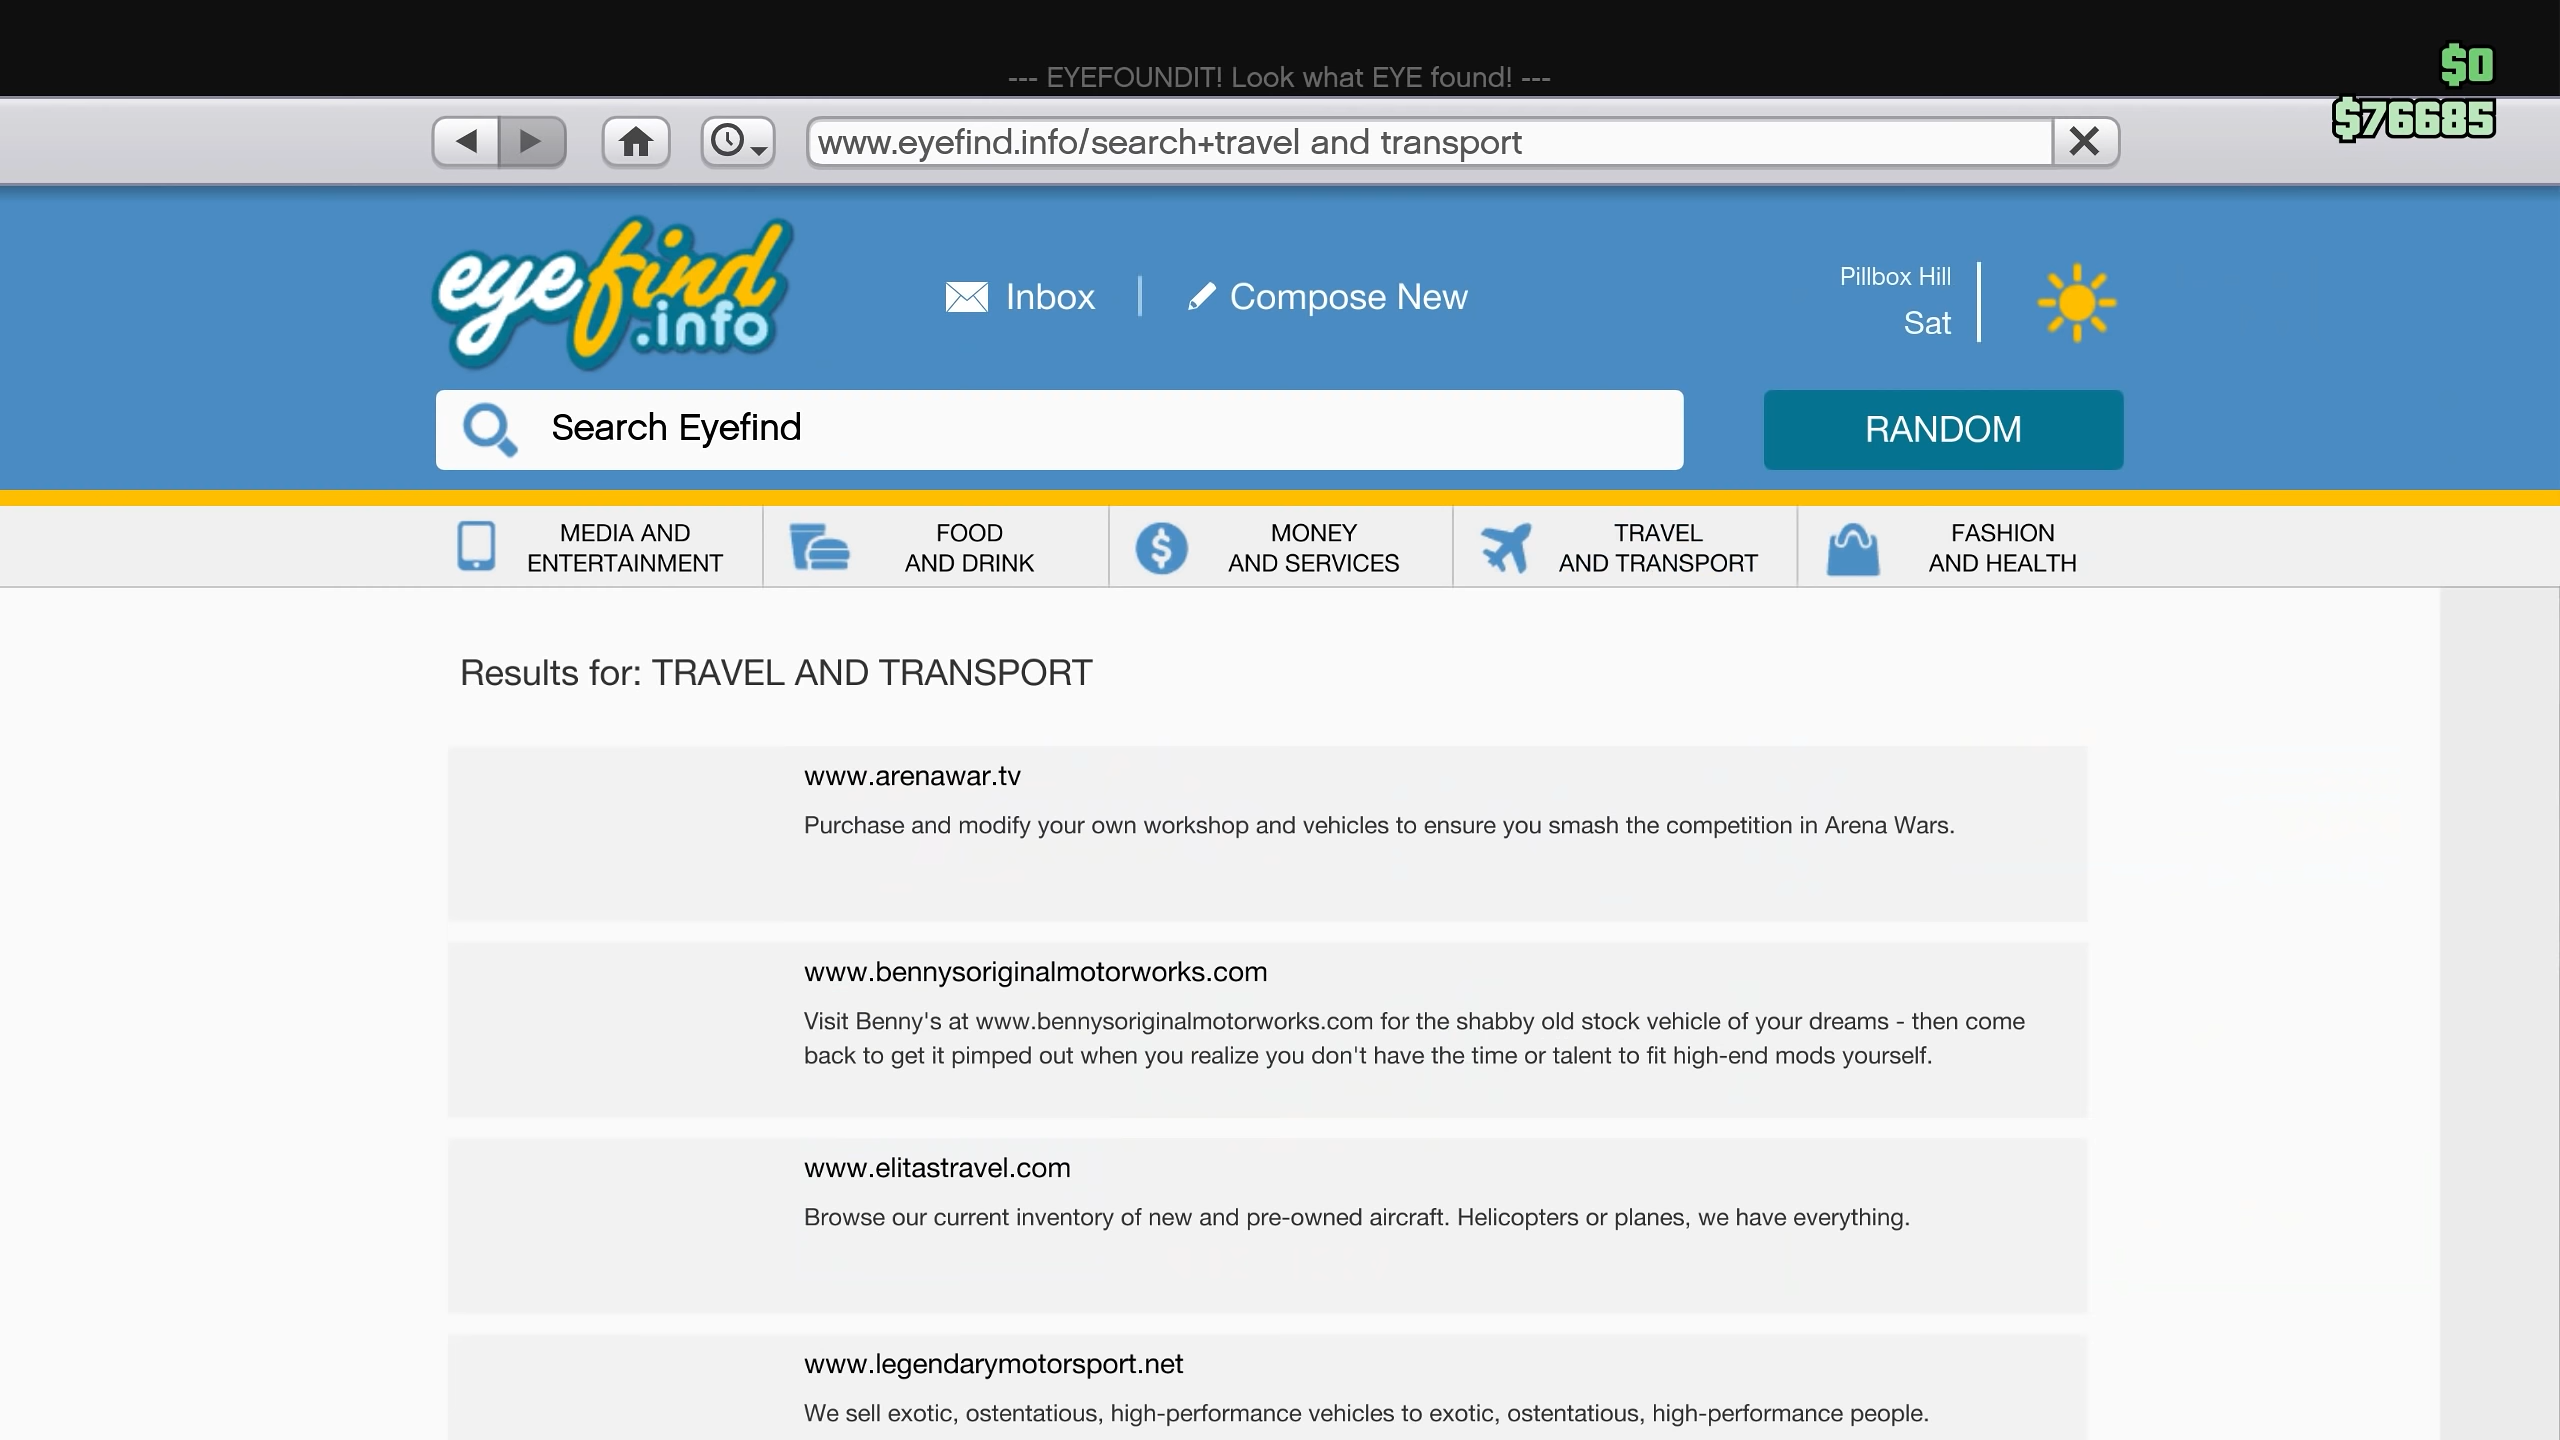 --- EYEFOUNDIT! Look what EYE found! ---
$0
$76685
www.eyefind.info/search+travel and transport
eyefind
.info
Inbox
Compose New
Pillbox Hill
Sat
Search Eyefind
RANDOM
MEDIA AND
ENTERTAINMENT
FOOD
AND DRINK
MONEY
AND SERVICES
TRAVEL
AND TRANSPORT
FASHION
AND HEALTH
Results for: TRAVEL AND TRANSPORT
www.arenawar.tv
Purchase and modify your own workshop and vehicles to ensure you smash the competition in Arena Wars.
www.bennysoriginalmotorworks.com
Visit Benny's at www.bennysoriginalmotorworks.com for the shabby old stock vehicle of your dreams - then come
back to get it pimped out when you realize you don't have the time or talent to fit high-end mods yourself.
www.elitastravel.com
Browse our current inventory of new and pre-owned aircraft. Helicopters or planes, we have everything.
www.legendarymotorsport.net
We sell exotic, ostentatious, high-performance vehicles to exotic, ostentatious, high-performance people.